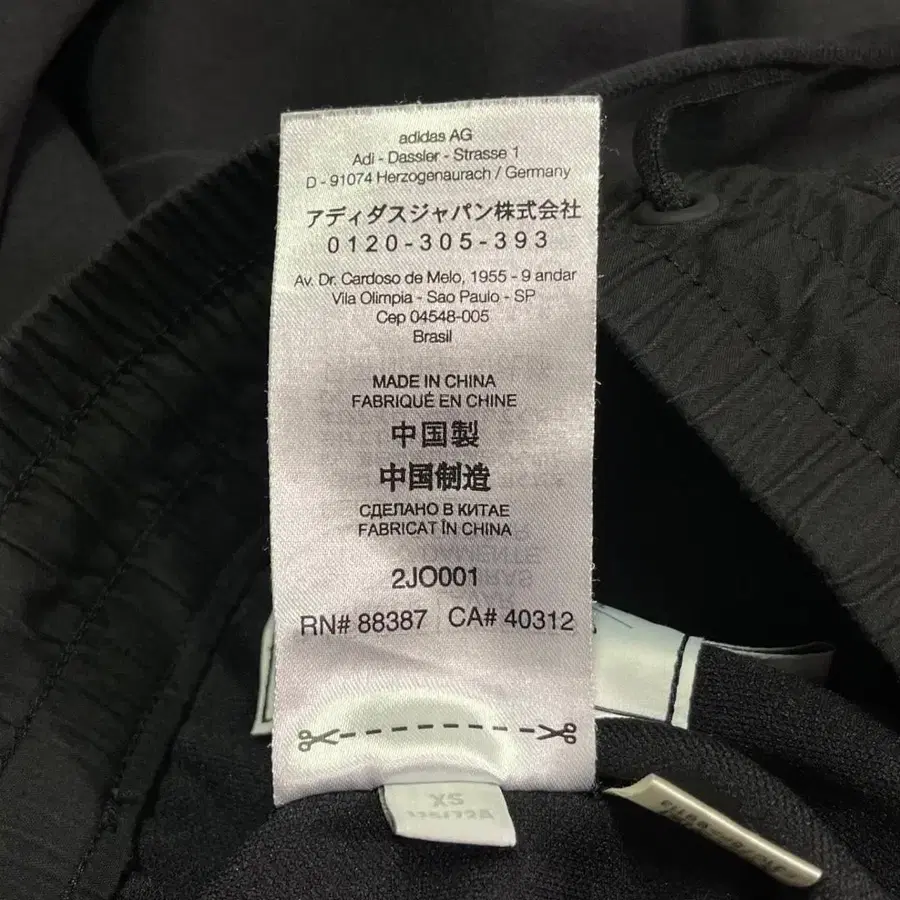 adidas AG
Adi - Dassler - Strasse 1
D - 91074 Herzogenaurach / Germany
アディダスジャパン株式会社
0120-305-393
Av. Dr. Cardoso de Melo, 1955 - 9 andar
Vila Olimpia - Sao Paulo - SP
Cep 04548-005
Brasil
MADE IN CHINA
FABRIQUÉ EN CHINE
中国製
中国制造
СДЕЛАНО В КИТАЕ
FABRICAT ÎN CHINA
2JO001
RN# 88387 CA# 40312
XS